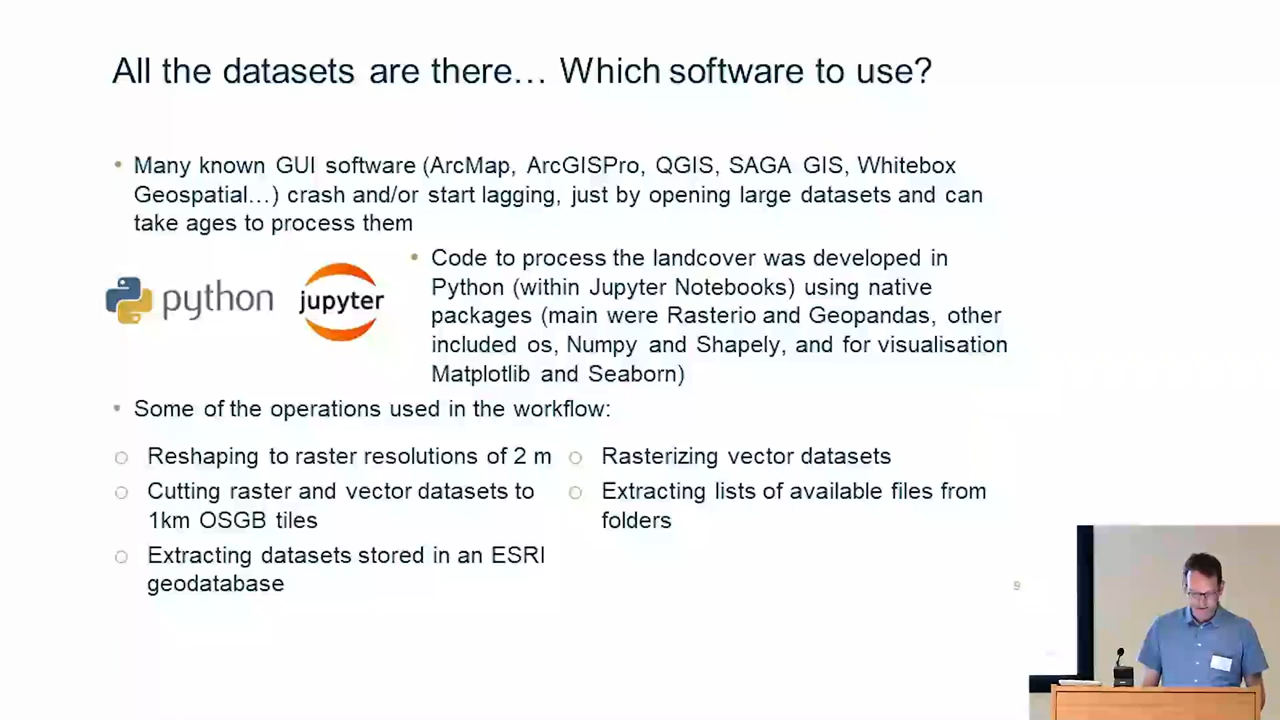 All the datasets are there... Which software to use?
• Many known GUI software (ArcMap, ArcGISPro, QGIS, SAGA GIS, Whitebox
Geospatial...) crash and/or start lagging, just by opening large datasets and can
take ages to process them
python
jupyter
• Code to process the landcover was developed in
Python (within Jupyter Notebooks) using native
packages (main were Rasterio and Geopandas, other
included os, Numpy and Shapely, and for visualisation
Matplotlib and Seaborn)
• Some of the operations used in the workflow:
○ Reshaping to raster resolutions of 2 m
○ Cutting raster and vector datasets to
1km OSGB tiles
○ Extracting datasets stored in an ESRI
geodatabase
○ Rasterizing vector datasets
○ Extracting lists of available files from
folders
9